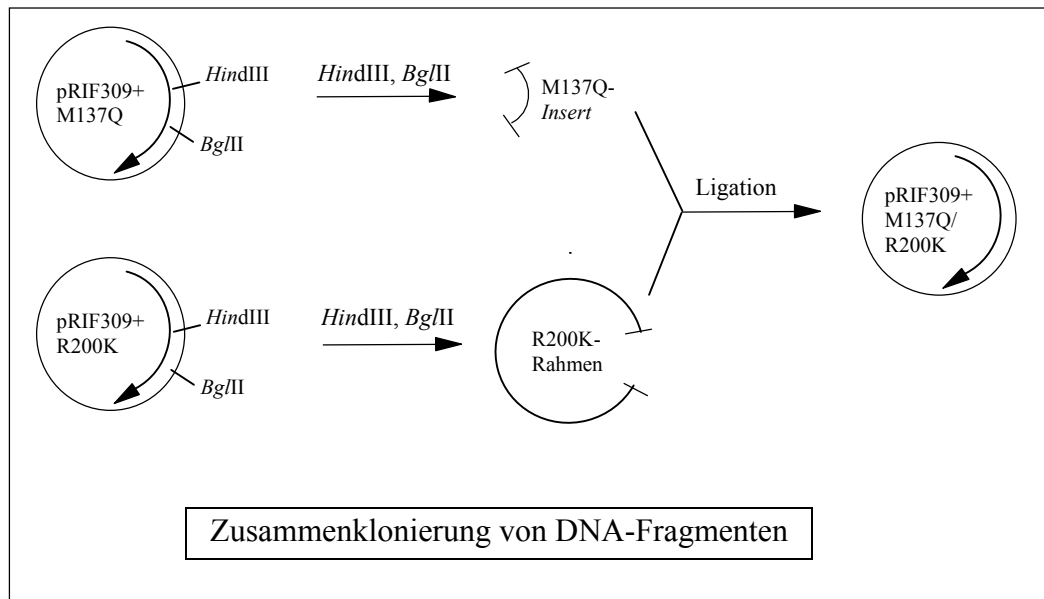 pRIF309+
M137Q
HindIII
BglII
HindIII, BglII
M137Q-
Insert
pRIF309+
R200K
HindIII
BglII
HindIII, BglII
R200K-
Rahmen
Ligation
pRIF309+
M137Q/
R200K
Zusammenklonierung von DNA-Fragmenten